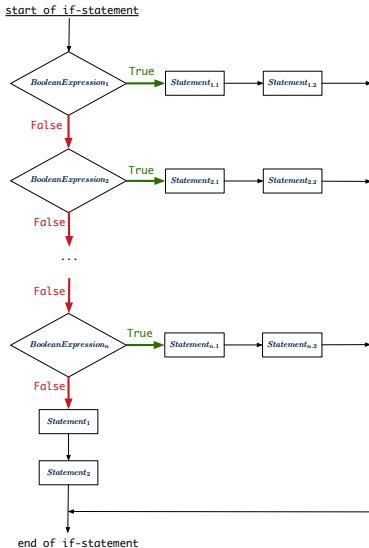 start of if-statement
True
BooleanExpression₁ Statement₁.₁ Statement₁.₂
False
True
BooleanExpression₂ Statement₂.₁ Statement₂.₂
False
...
False
True
BooleanExpressionₙ Statementₙ.₁ Statementₙ.₂
False
Statement₁
Statement₂
end of if-statement